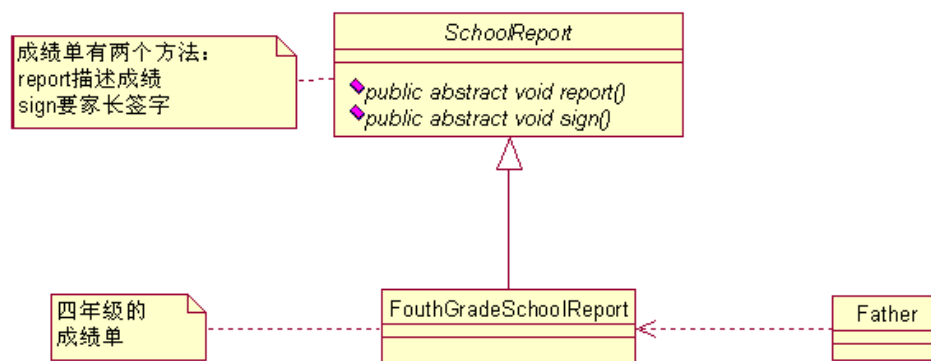 SchoolReport
成绩单有两个方法：
report描述成绩
sign要家长签字
public abstract void report()
public abstract void sign()
四年级的
成绩单
FouthGradeSchoolReport
Father